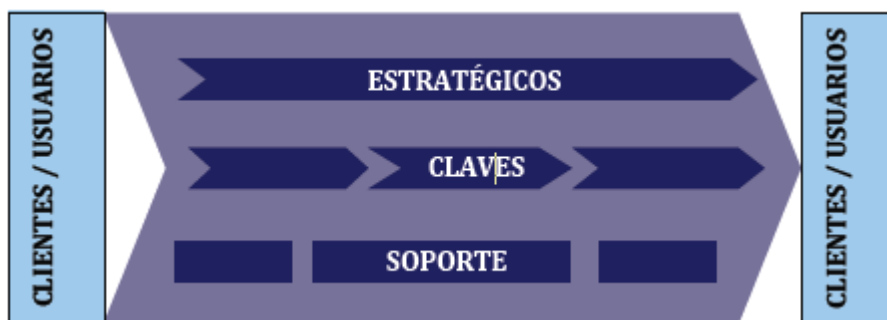 CLIENTES / USUARIOS
ESTRATÉGICOS
CLAVES
SOPORTE
CLIENTES / USUARIOS